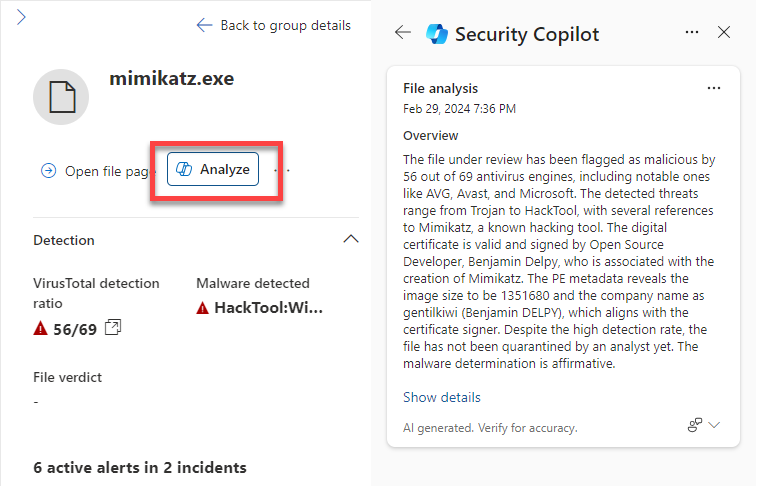 Back to group details
mimikatz.exe
Open file page
Analyze
...
Detection
VirusTotal detection
ratio
56/69
Malware detected
HackTool:Wi...
File verdict
-
6 active alerts in 2 incidents
Security Copilot
...
File analysis
...
Feb 29, 2024 7:36 PM
Overview
The file under review has been flagged as malicious by
56 out of 69 antivirus engines, including notable ones
like AVG, Avast, and Microsoft. The detected threats
range from Trojan to HackTool, with several references
to Mimikatz, a known hacking tool. The digital
certificate is valid and signed by Open Source
Developer, Benjamin Delpy, who is associated with the
creation of Mimikatz. The PE metadata reveals the
image size to be 1351680 and the company name as
gentilkiwi (Benjamin DELPY), which aligns with the
certificate signer. Despite the high detection rate, the
file has not been quarantined by an analyst yet. The
malware determination is affirmative.
Show details
AI generated. Verify for accuracy.